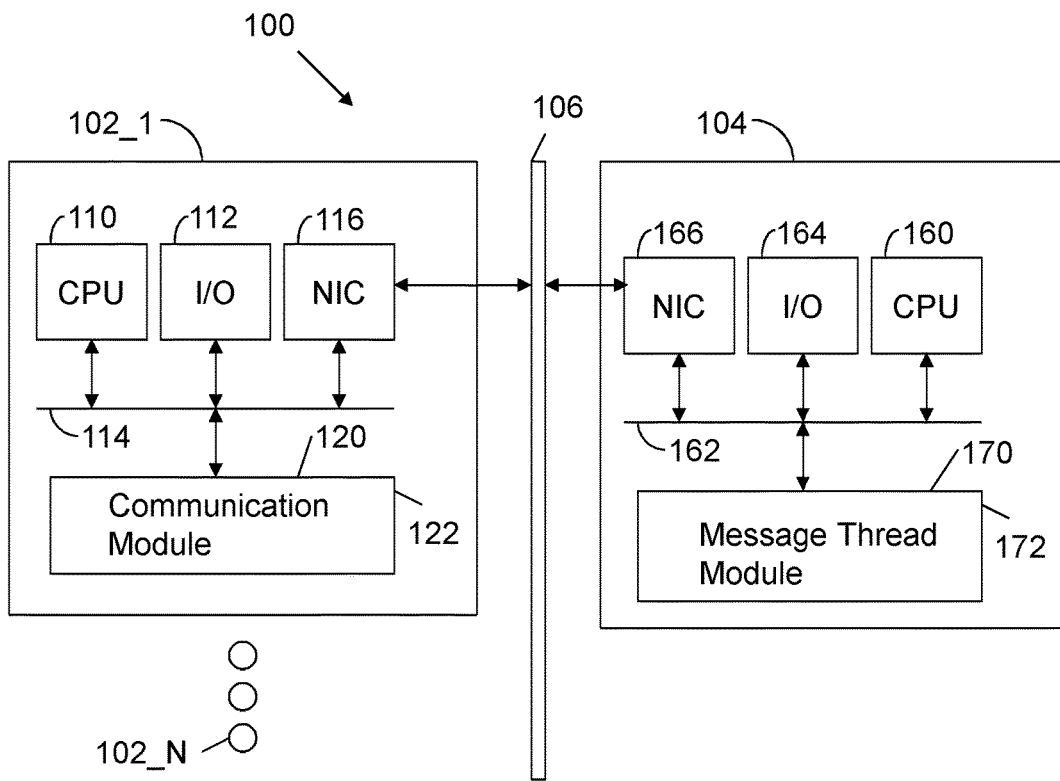 100
102_1
106
104
110
112
116
166
164
160
CPU
I/O
NIC
NIC
I/O
CPU
114
120
162
170
Communication
Module
122
Message Thread
Module
172
102_N